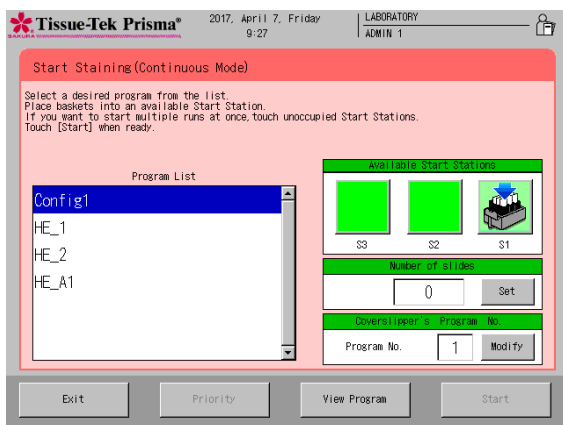 SAKURA
Tissue-Tek Prisma®
2017, April 7, Friday
9:27
LABORATORY
ADMIN 1
Start Staining(Continuous Mode)
Select a desired program from the list.
Place baskets into an available Start Station.
If you want to start multiple runs at once,touch unoccupied Start Stations.
Touch [Start] when ready.
Program List
Config1
HE_1
HE_2
HE_A1
Available Start Stations
S3 S2 S1
Number of slides
0 Set
Coverslipper's Program No.
Program No. 1 Modify
Exit Priority View Program Start